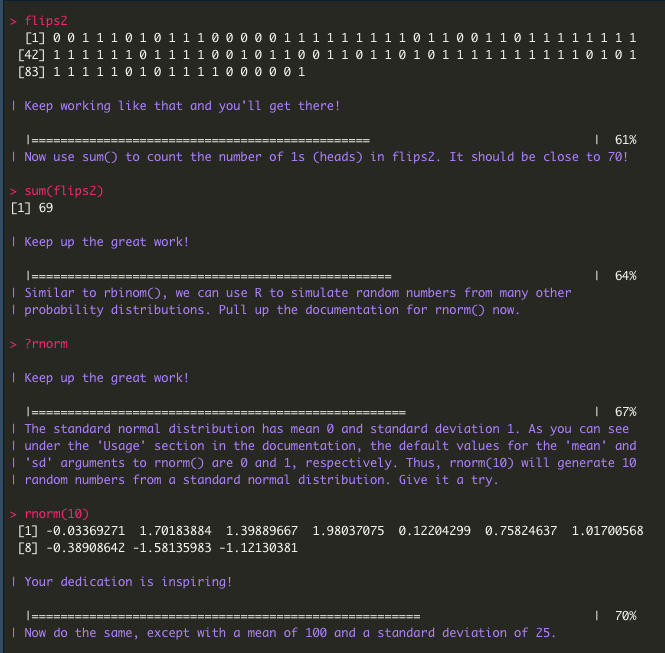 > flips2
[1] 0 0 1 1 1 0 1 0 1 1 1 0 0 0 0 0 1 1 1 1 1 1 1 1 1 0 1 1 0 0 1 1 0 1 1 1 1 1 1 1 1
[42] 1 1 1 1 1 1 0 1 1 1 1 0 0 1 0 1 1 0 0 1 1 0 1 1 0 1 0 1 1 1 1 1 1 1 1 1 1 0 1 0 1
[83] 1 1 1 1 1 0 1 0 1 1 1 1 0 0 0 0 0 1
| Keep working like that and you'll get there!
|=============================================== | 61%
| Now use sum() to count the number of 1s (heads) in flips2. It should be close to 70!
> sum(flips2)
[1] 69
| Keep up the great work!
|================================================== | 64%
| Similar to rbinom(), we can use R to simulate random numbers from many other
| probability distributions. Pull up the documentation for rnorm() now.
> ?rnorm
| Keep up the great work!
|==================================================== | 67%
| The standard normal distribution has mean 0 and standard deviation 1. As you can see
| under the 'Usage' section in the documentation, the default values for the 'mean' and
| 'sd' arguments to rnorm() are 0 and 1, respectively. Thus, rnorm(10) will generate 10
| random numbers from a standard normal distribution. Give it a try.
> rnorm(10)
[1] -0.03369271 1.70183884 1.39889667 1.98037075 0.12204299 0.75824637 1.01700568
[8] -0.38908642 -1.58135983 -1.12130381
| Your dedication is inspiring!
|====================================================== | 70%
| Now do the same, except with a mean of 100 and a standard deviation of 25.